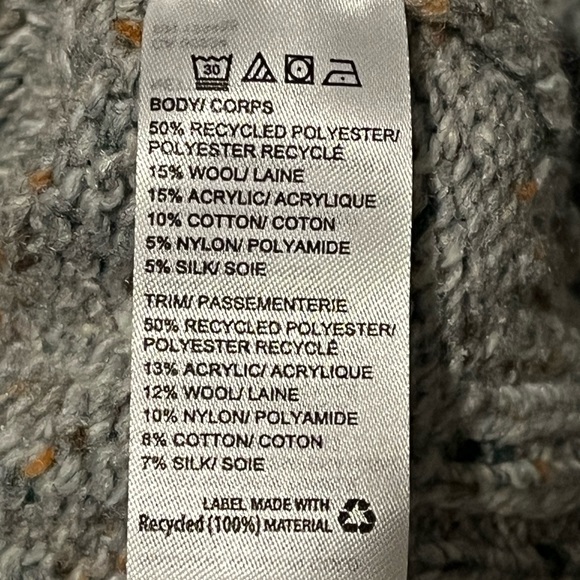 30
BODY/ CORPS
50% RECYCLED POLYESTER/
POLYESTER RECYCLÉ
15% WOOL/ LAINE
15% ACRYLIC/ ACRYLIQUE
10% COTTON/ COTON
5% NYLON/ POLYAMIDE
5% SILK/ SOIE
TRIM/ PASSEMENTERIE
50% RECYCLED POLYESTER/
POLYESTER RECYCLÉ
13% ACRYLIC/ ACRYLIQUE
12% WOOL/ LAINE
10% NYLON/ POLYAMIDE
8% COTTON/ COTON
7% SILK/ SOIE
LABEL MADE WITH
Recycled (100%) MATERIAL